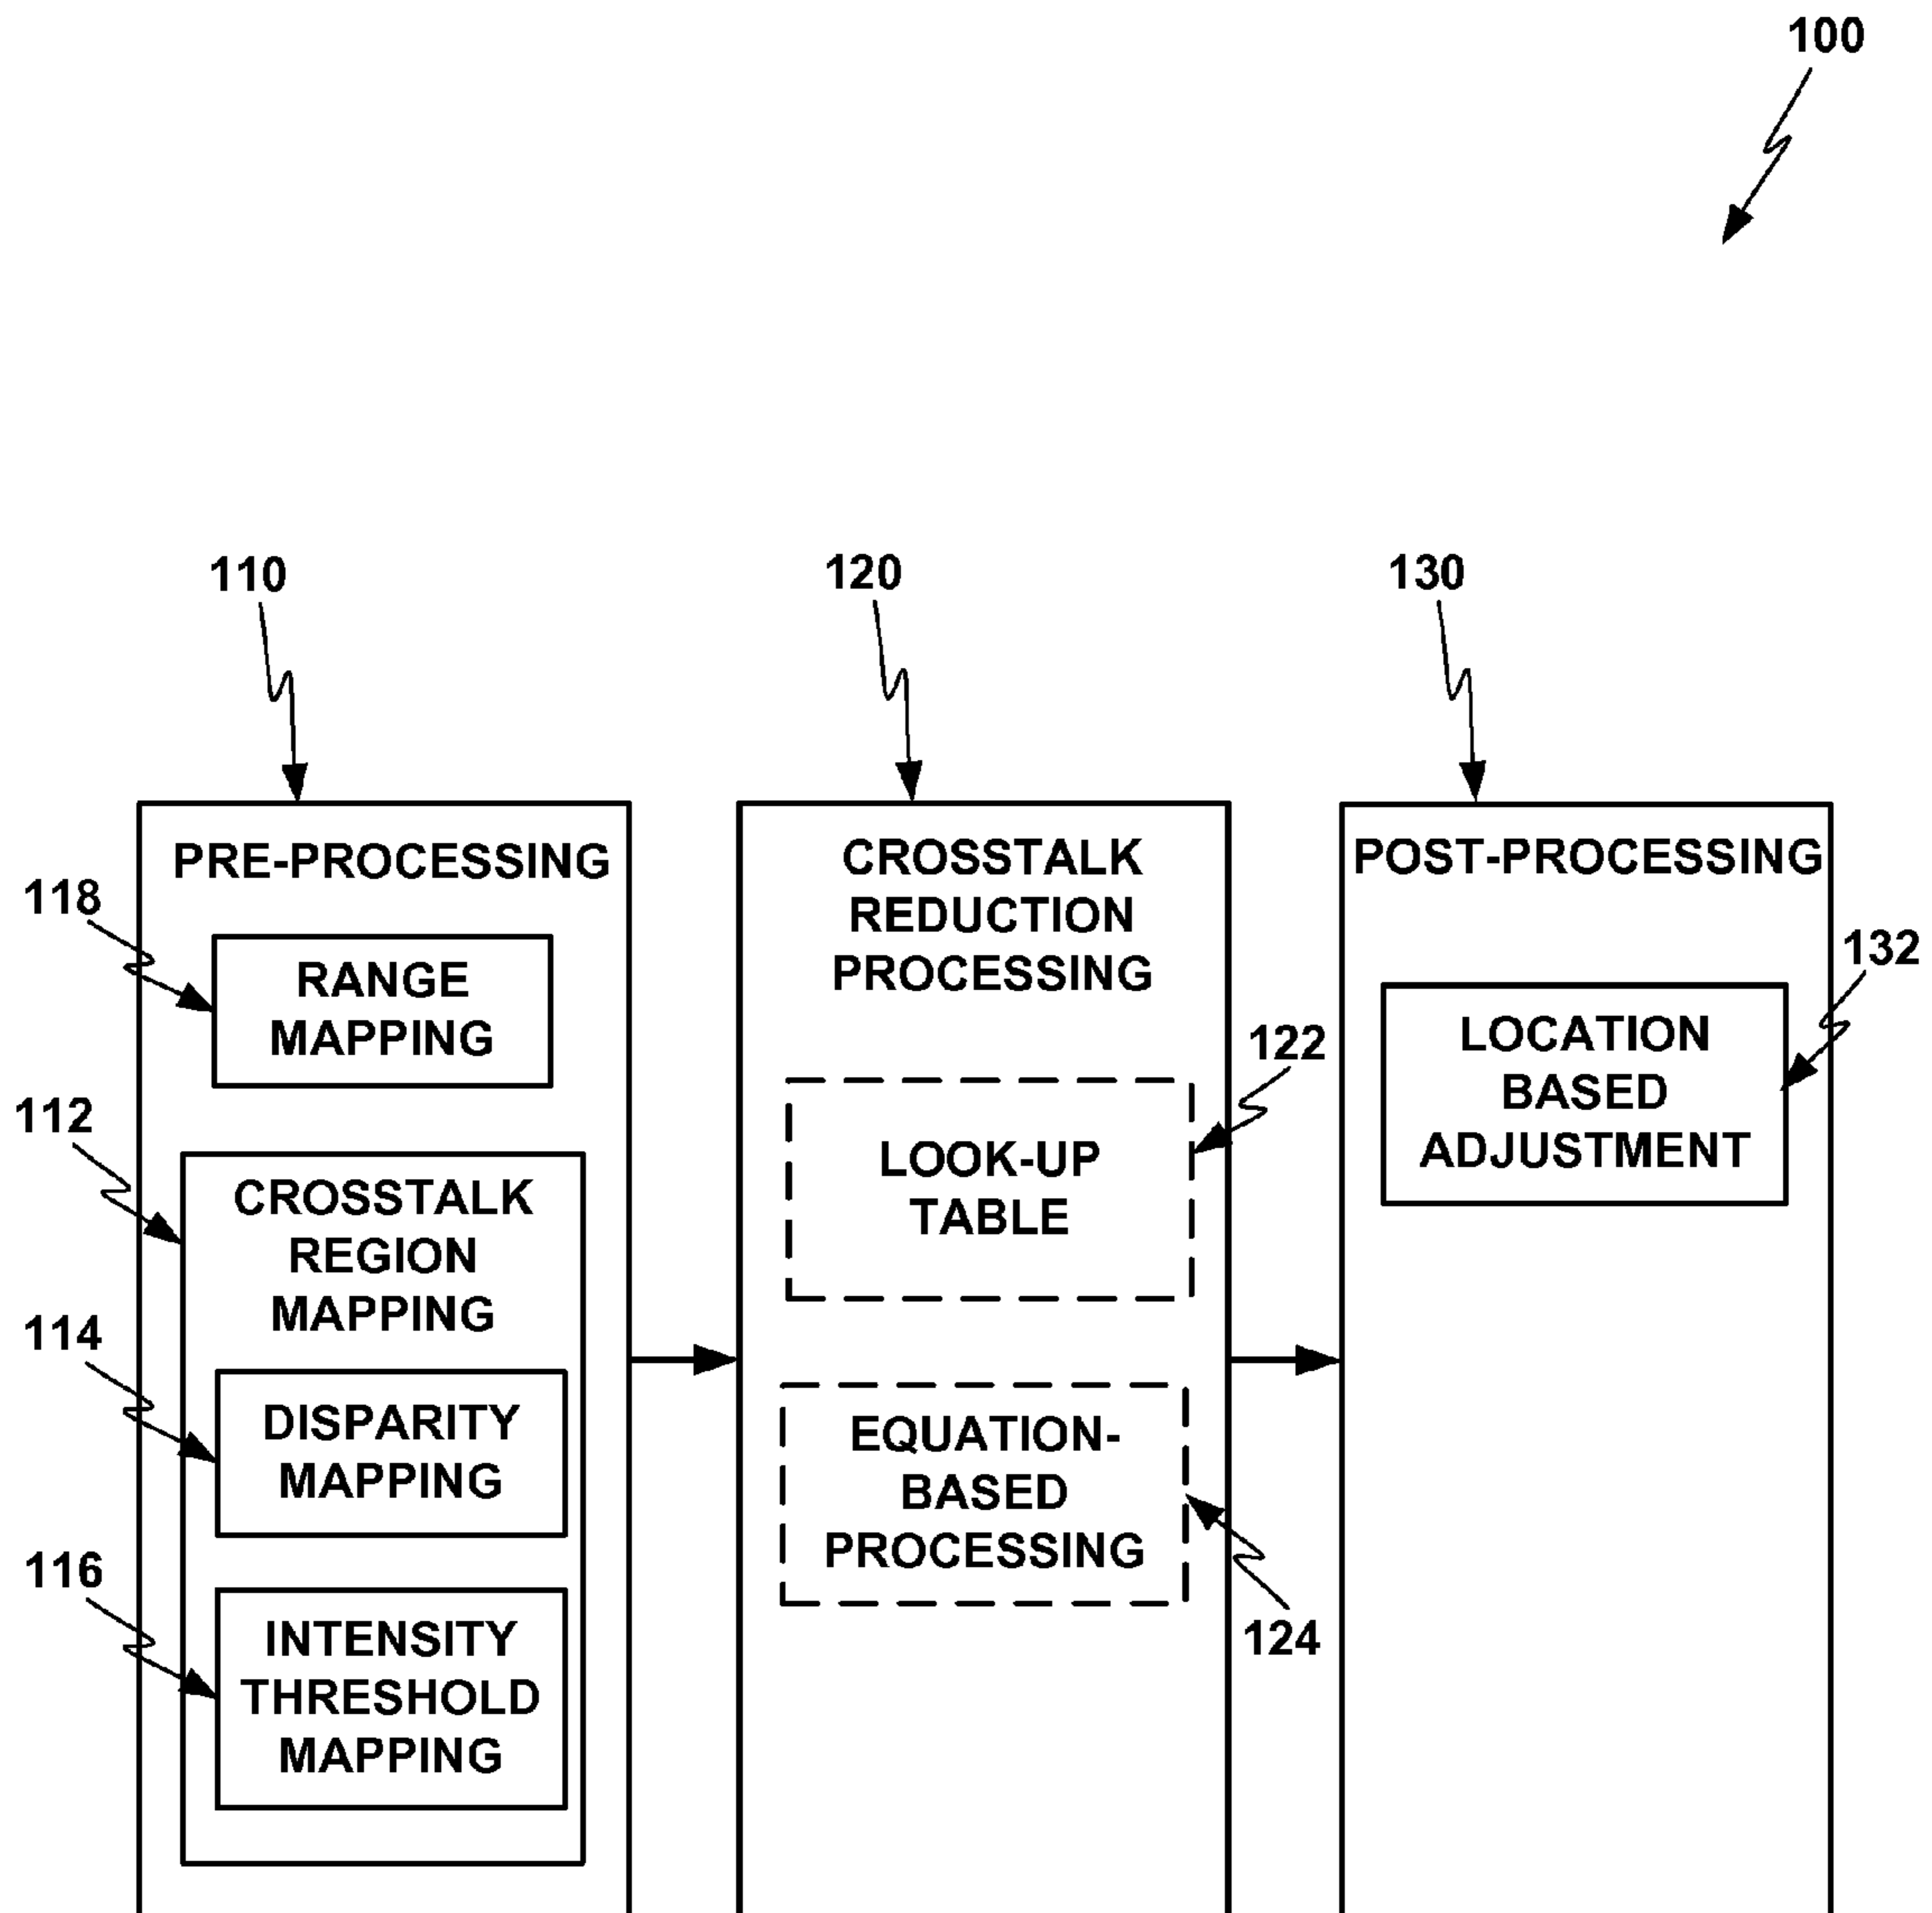 100
110
120
130
PRE-PROCESSING
118
RANGE
MAPPING
112
CROSSTALK
REGION
MAPPING
114
DISPARITY
MAPPING
116
INTENSITY
THRESHOLD
MAPPING
CROSSTALK
REDUCTION
PROCESSING
122
LOOK-UP
TABLE
EQUATION-
BASED
PROCESSING
124
POST-PROCESSING
132
LOCATION
BASED
ADJUSTMENT